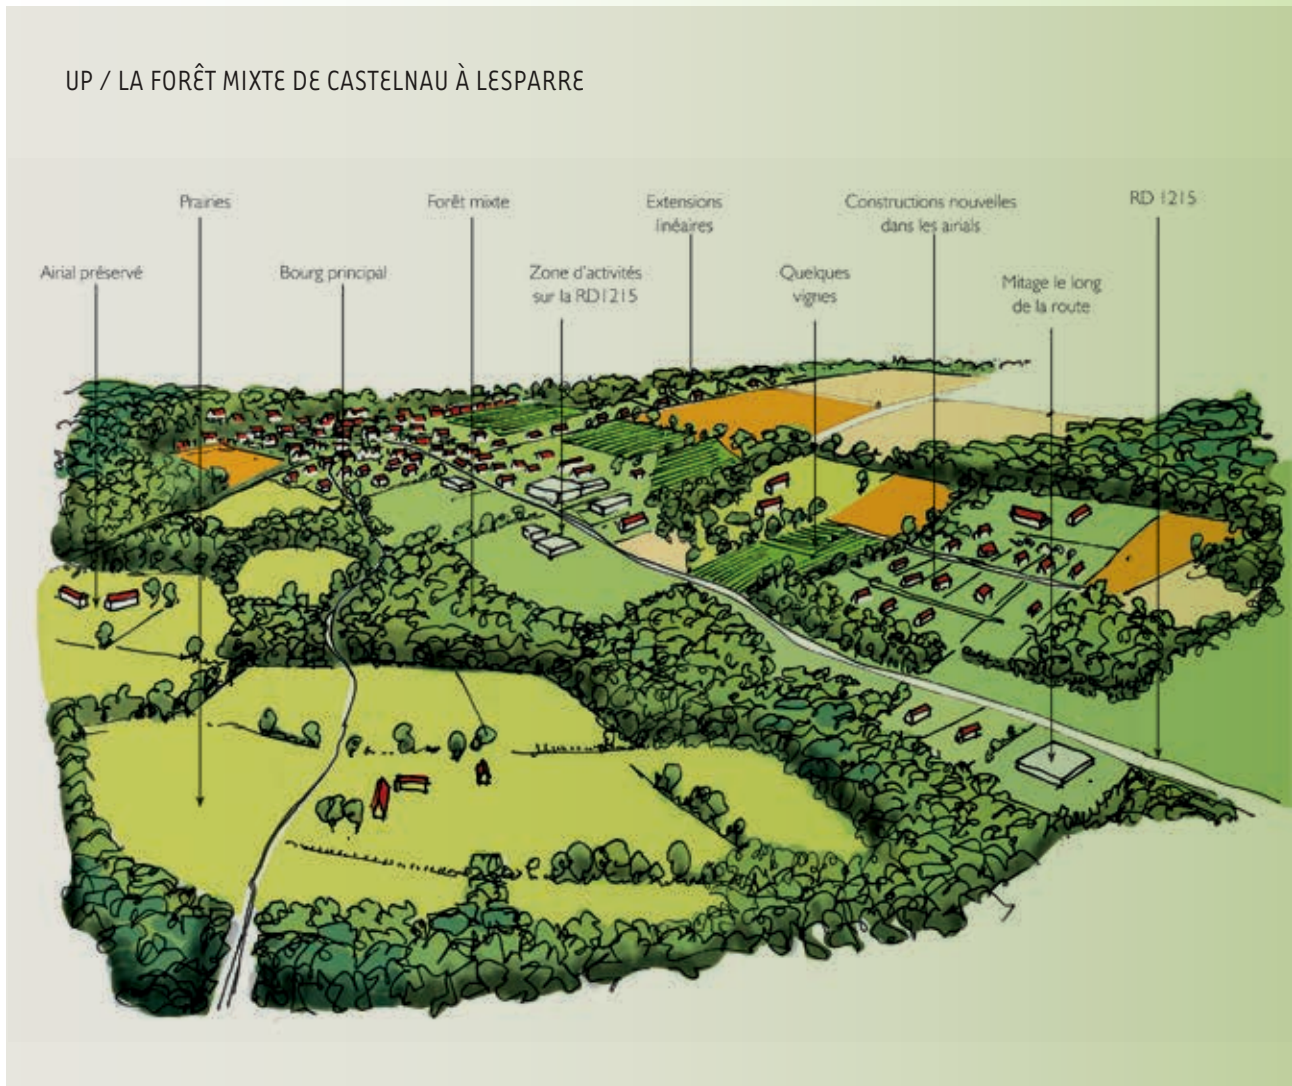 UP / LA FORÊT MIXTE DE CASTELNAU À LESPARRE
Prairies
Forêt mixte
Extensions
linéaires
Constructions nouvelles
dans les airials
RD 1215
Airial préservé
Bourg principal
Zone d'activités
sur la RD1215
Quelques
vignes
Mitage le long
de la route